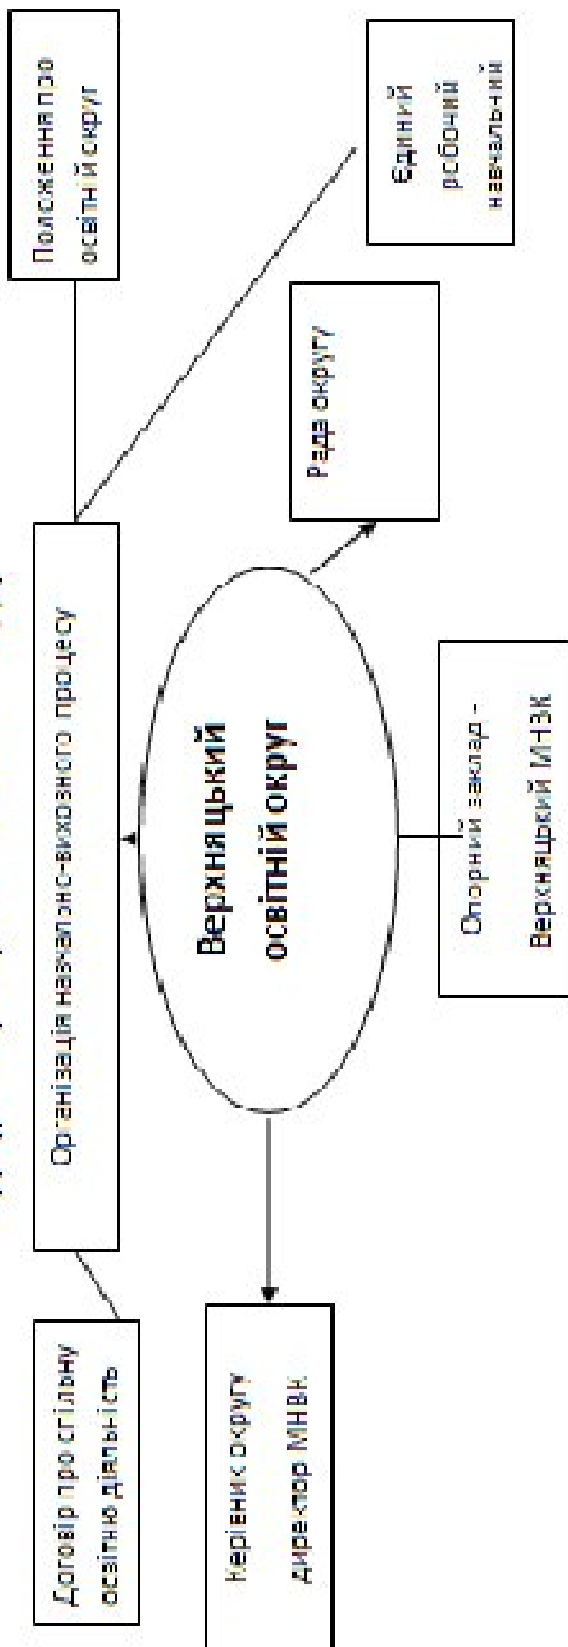 Договір про спільну
освітню діяльність
Організація навчально-виховного процесу
Положення про
освітній округ
Керівник округу
директор МНВК
Верхняцький
освітній округ
Рада округу
Єдиний
робочий
навчальний
Опорний заклад –
Верхняцький МНВК